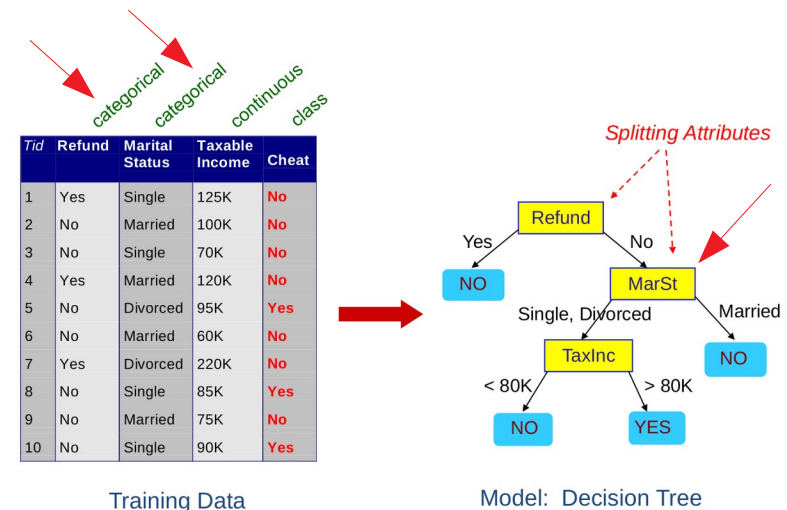 categorical
categorical
continuous
class
Tid Refund Marital Status Taxable Income Cheat
1 Yes Single 125K No
2 No Married 100K No
3 No Single 70K No
4 Yes Married 120K No
5 No Divorced 95K Yes
6 No Married 60K No
7 Yes Divorced 220K No
8 No Single 85K Yes
9 No Married 75K No
10 No Single 90K Yes
Training Data
Splitting Attributes
Refund
Yes No
NO MarSt
Single, Divorced Married
TaxInc NO
< 80K > 80K
NO YES
Model: Decision Tree